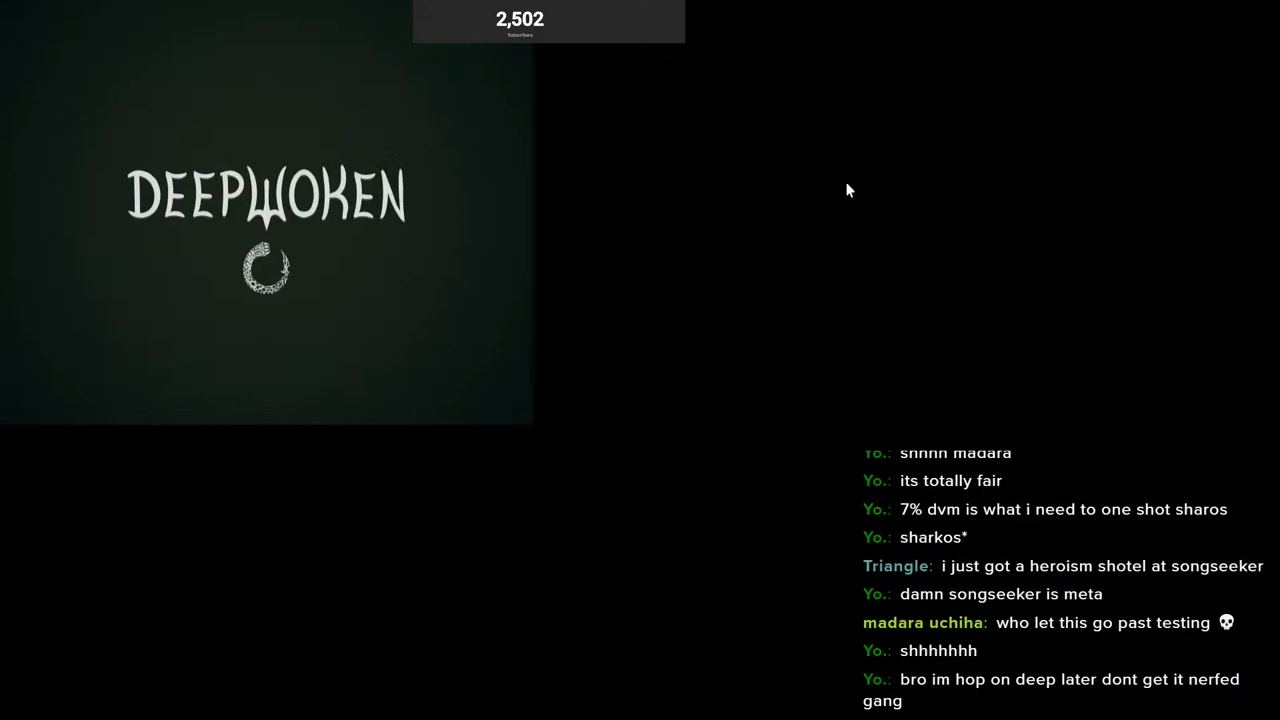 2,502
Subscribers
DEEPWOKEN
Yo.: shhhh madara
Yo.: its totally fair
Yo.: 7% dvm is what i need to one shot sharos
Yo.: sharkos*
Triangle: i just got a heroism shotel at songseeker
Yo.: damn songseeker is meta
madara uchiha: who let this go past testing 💀
Yo.: shhhhhhh
Yo.: bro im hop on deep later dont get it nerfed
gang